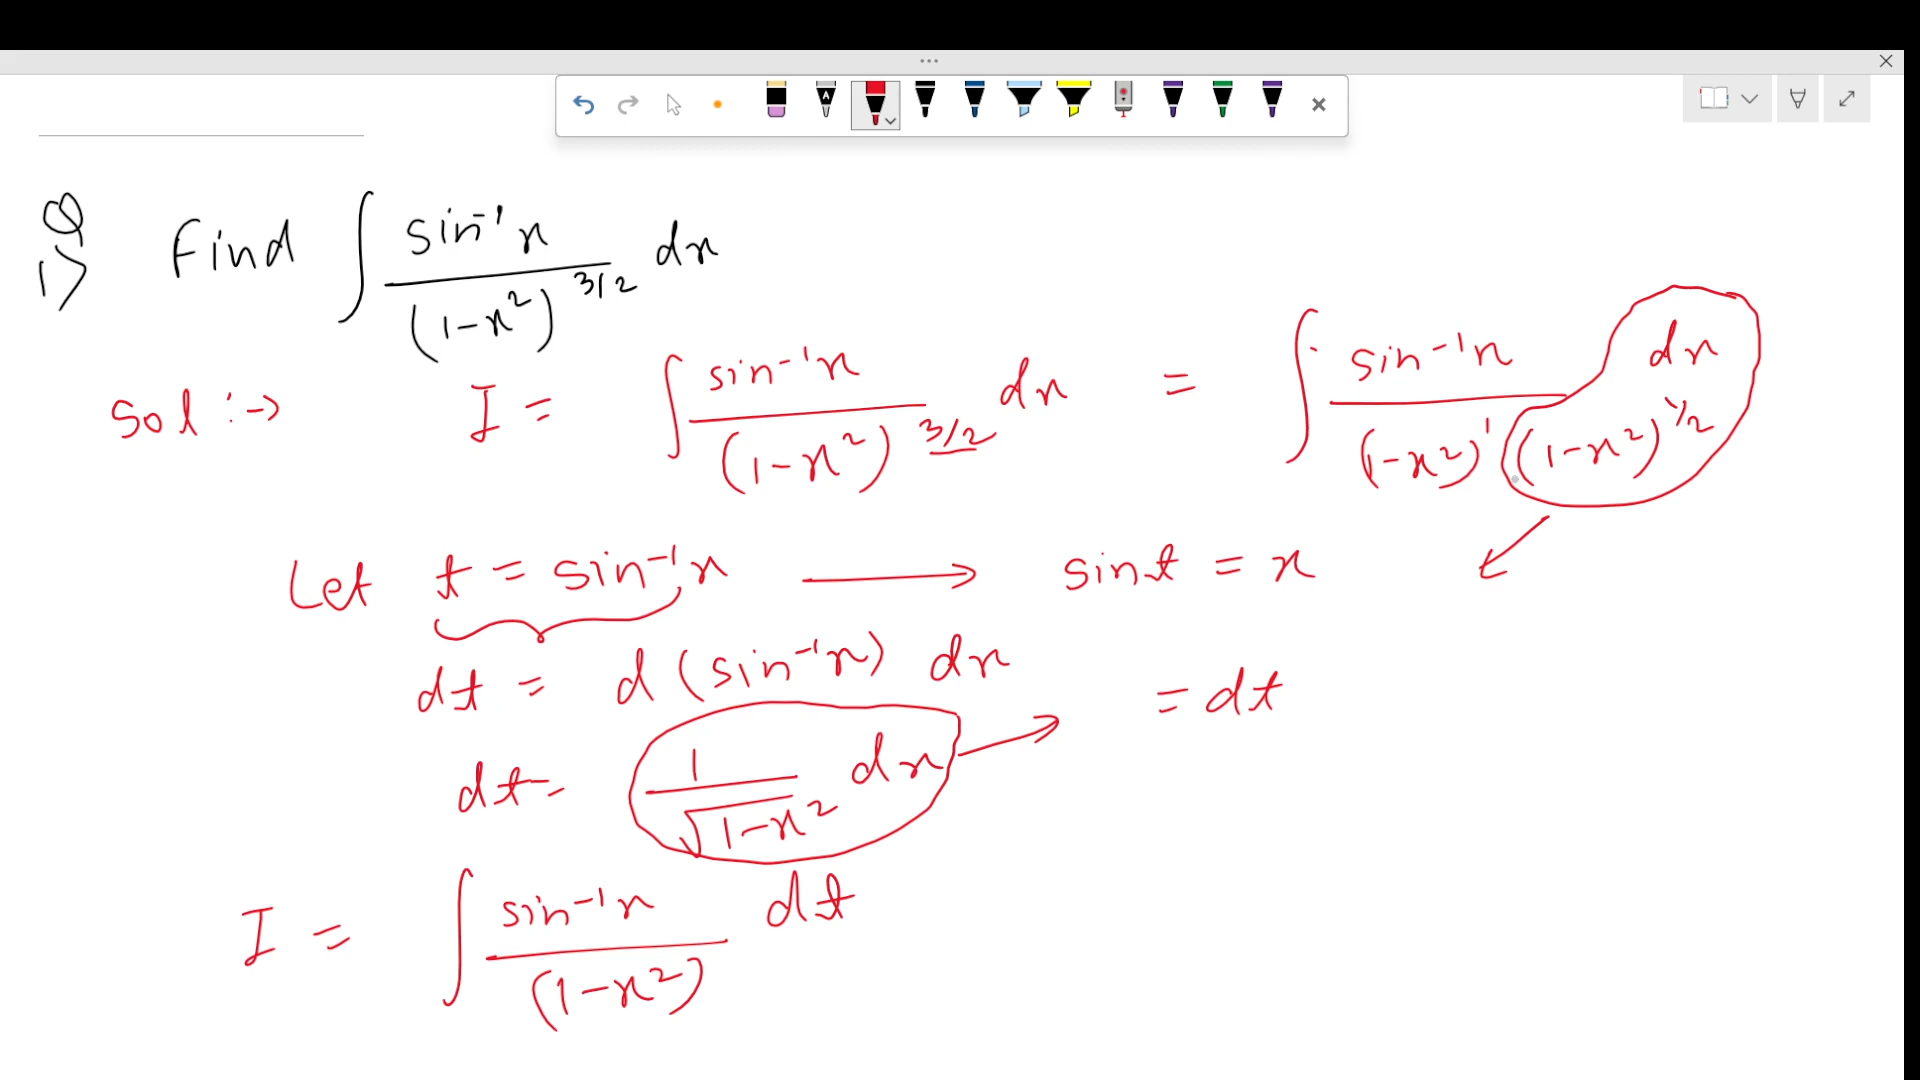 Q
1) Find ∫ sin⁻¹x / (1-x²)^3/2 dx
Sol :→ I = ∫ sin⁻¹x / (1-x²)^3/2 dx = ∫ sin⁻¹x dx / (1-x²)¹ (1-x²)^1/2
Let t = sin⁻¹x → sint = x
dt = d (sin⁻¹x) dx
dt = 1/√1-x² dx → = dt
I = ∫ sin⁻¹x / (1-x²) dt